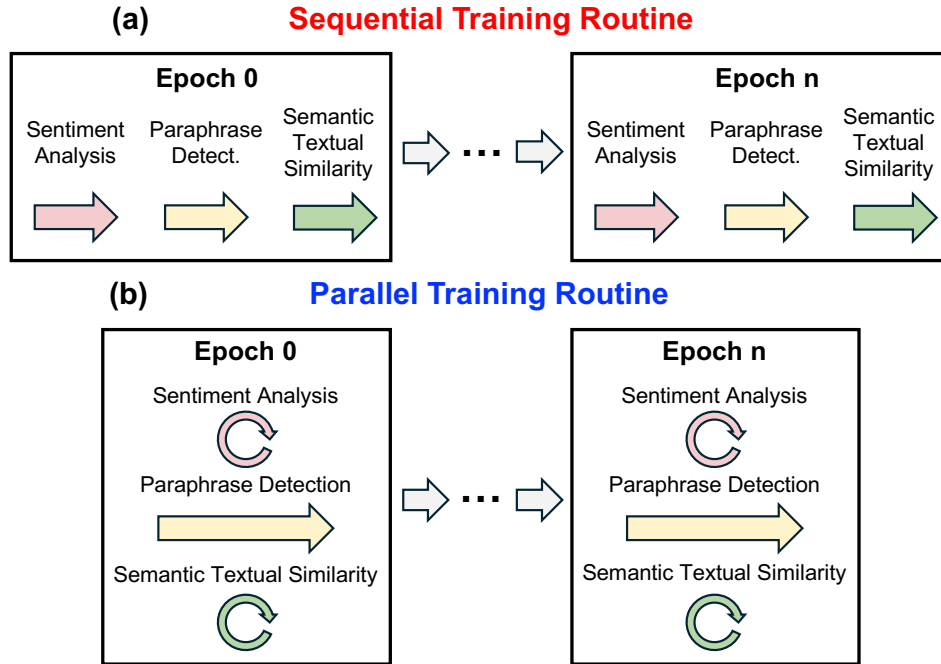 (a) Sequential Training Routine
Epoch 0
Sentiment Analysis
Paraphrase Detect.
Semantic Textual Similarity
...
Epoch n
Sentiment Analysis
Paraphrase Detect.
Semantic Textual Similarity
(b) Parallel Training Routine
Epoch 0
Sentiment Analysis
Paraphrase Detection
Semantic Textual Similarity
...
Epoch n
Sentiment Analysis
Paraphrase Detection
Semantic Textual Similarity